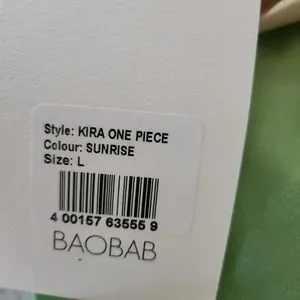 Style: KIRA ONE PIECE
Colour: SUNRISE
Size: L
4 00157 63555 9
BAOBAB